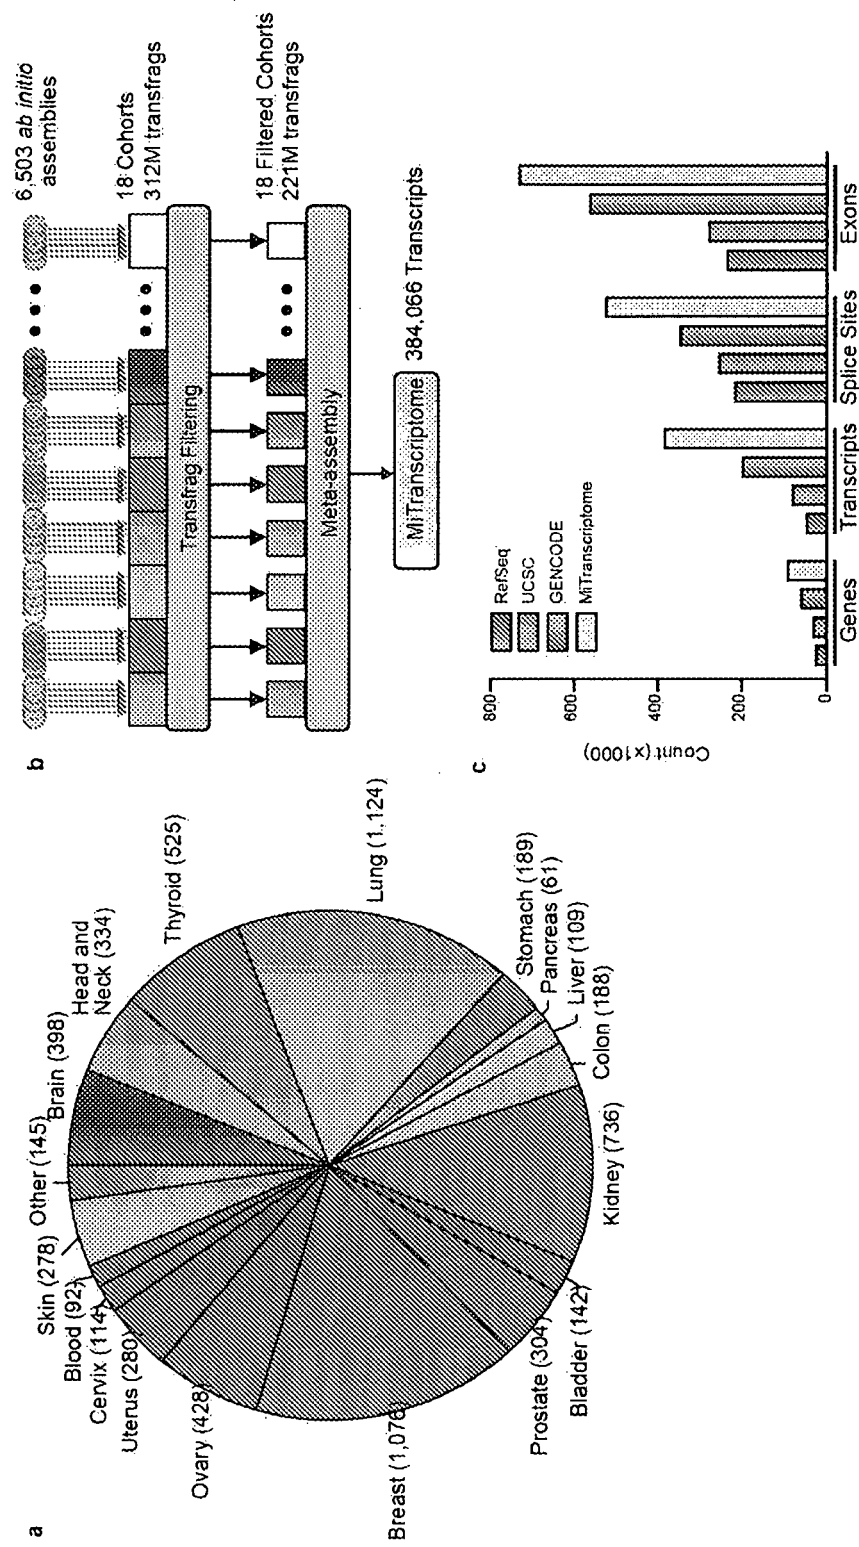 a
Brain (398)
Head and
Neck (334)
Thyroid (525)
Lung (1,124)
Stomach (189)
Pancreas (61)
Liver (109)
Colon (188)
Kidney (736)
Bladder (142)
Prostate (304)
Breast (1,076)
Ovary (428)
Uterus (280)
Cervix (114)
Blood (92)
Skin (278)
Other (145)
b
6,503 ab initio
assemblies
18 Cohorts
312M transfrags
Transfrag Filtering
18 Filtered Cohorts
221M transfrags
Meta-assembly
MiTranscriptome 384,066 Transcripts
c
Count (x1000)
800
600
400
200
0
RefSeq
UCSC
GENCODE
MiTranscriptome
Genes
Transcripts
Splice Sites
Exons